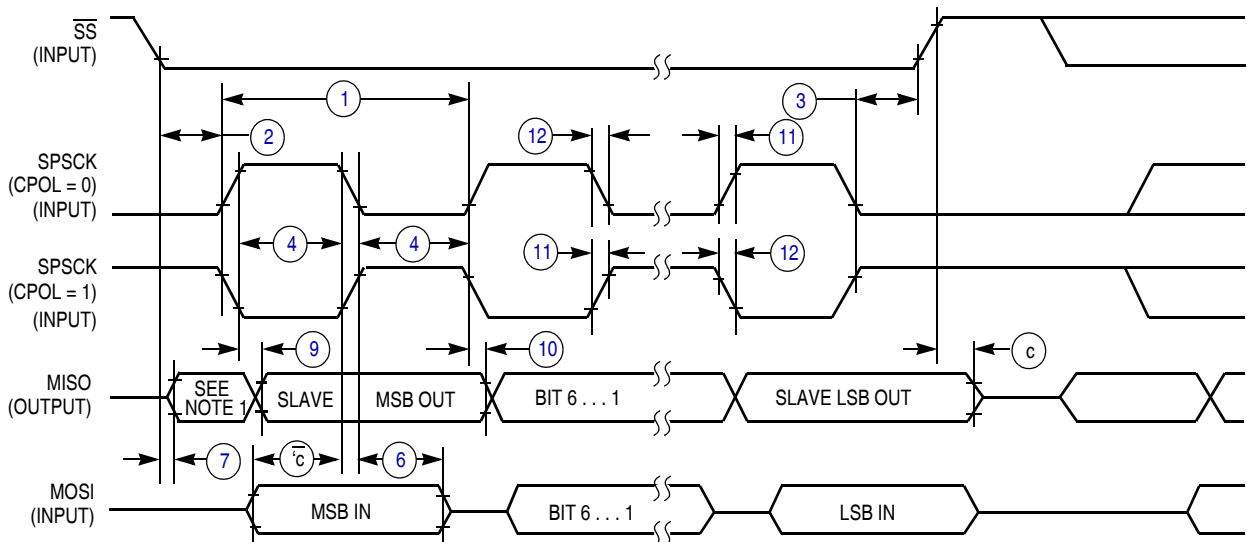 SS
(INPUT)
1
3
2
12
11
SPSCK
(CPOL = 0)
(INPUT)
4
4
SPSCK
(CPOL = 1)
(INPUT)
11
12
9
10
c
MISO
(OUTPUT)
SEE
NOTE 1
SLAVE
MSB OUT
BIT 6 . . . 1
SLAVE LSB OUT
7
6
MOSI
(INPUT)
MSB IN
BIT 6 . . . 1
LSB IN